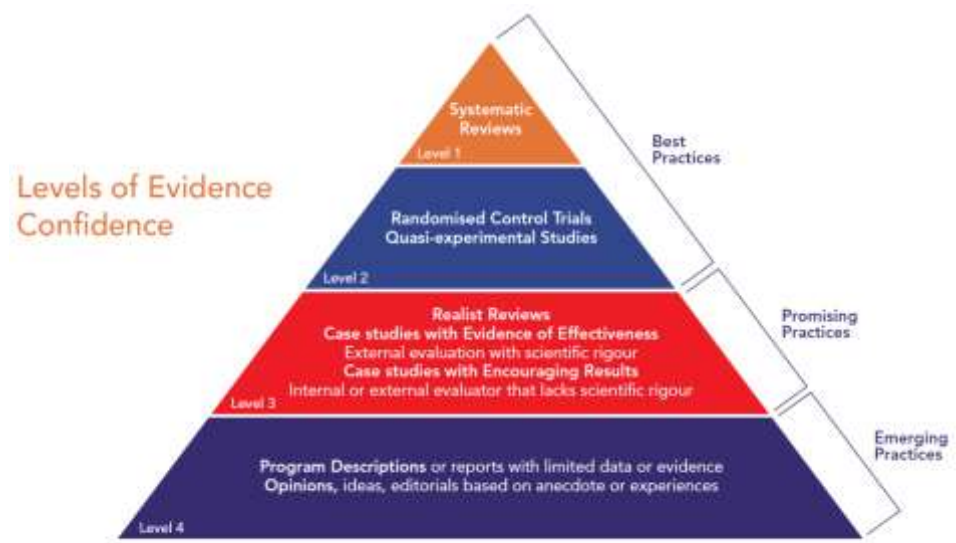 Levels of Evidence
Confidence
Systematic
Reviews
Level 1
Randomised Control Trials
Quasi-experimental Studies
Level 2
Realist Reviews
Case studies with Evidence of Effectiveness
External evaluation with scientific rigour
Case studies with Encouraging Results
Internal or external evaluator that lacks scientific rigour
Level 3
Program Descriptions or reports with limited data or evidence
Opinions, ideas, editorials based on anecdote or experiences
Level 4
Best
Practices
Promising
Practices
Emerging
Practices